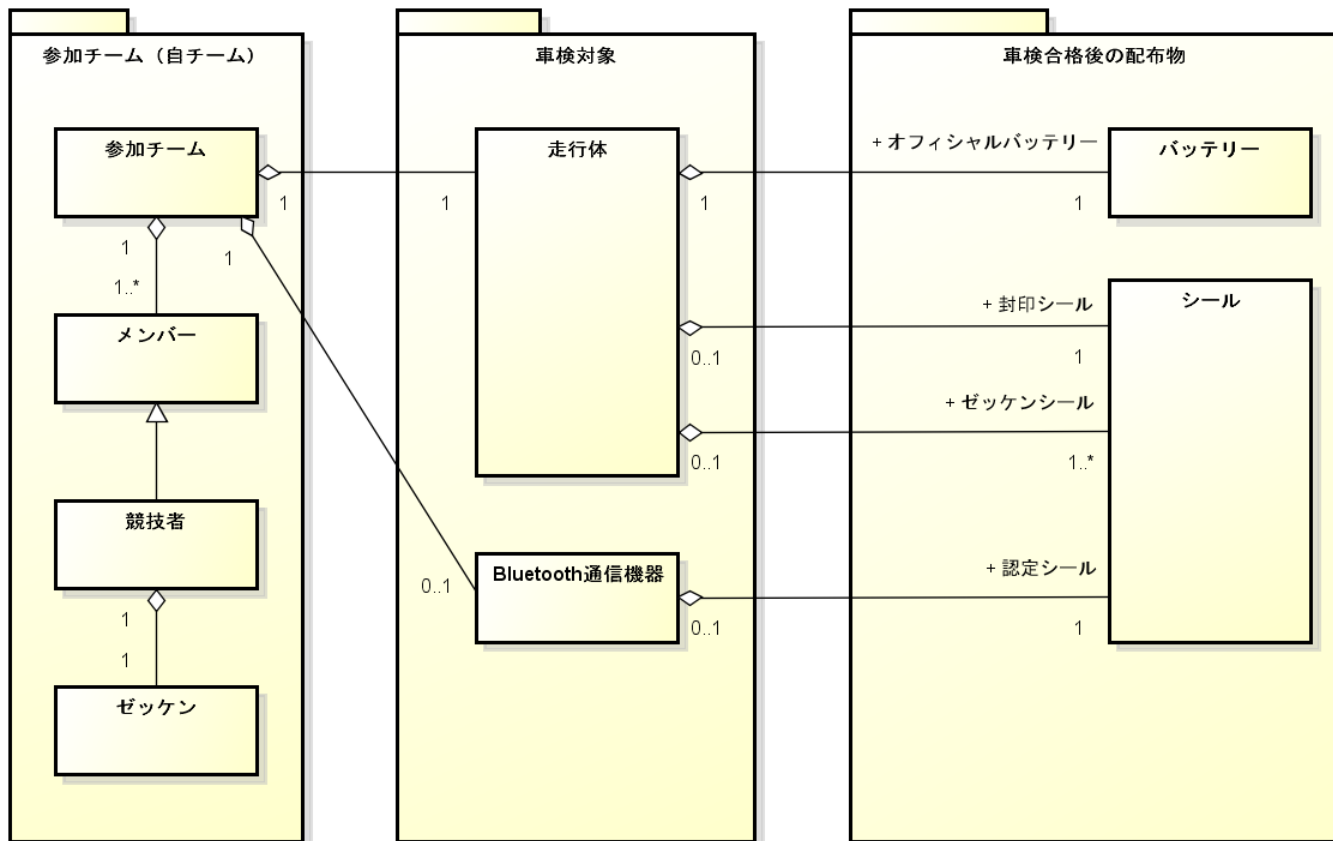 参加チーム（自チーム）
車検対象
車検合格後の配布物
参加チーム
走行体
+ オフィシャルバッテリー
バッテリー
1
1
1
1
1
1
1..*
メンバー
+ 封印シール
シール
0..1
1
+ ゼッケンシール
0..1
1..*
競技者
Bluetooth通信機器
+ 認定シール
0..1
0..1
1
1
1
ゼッケン